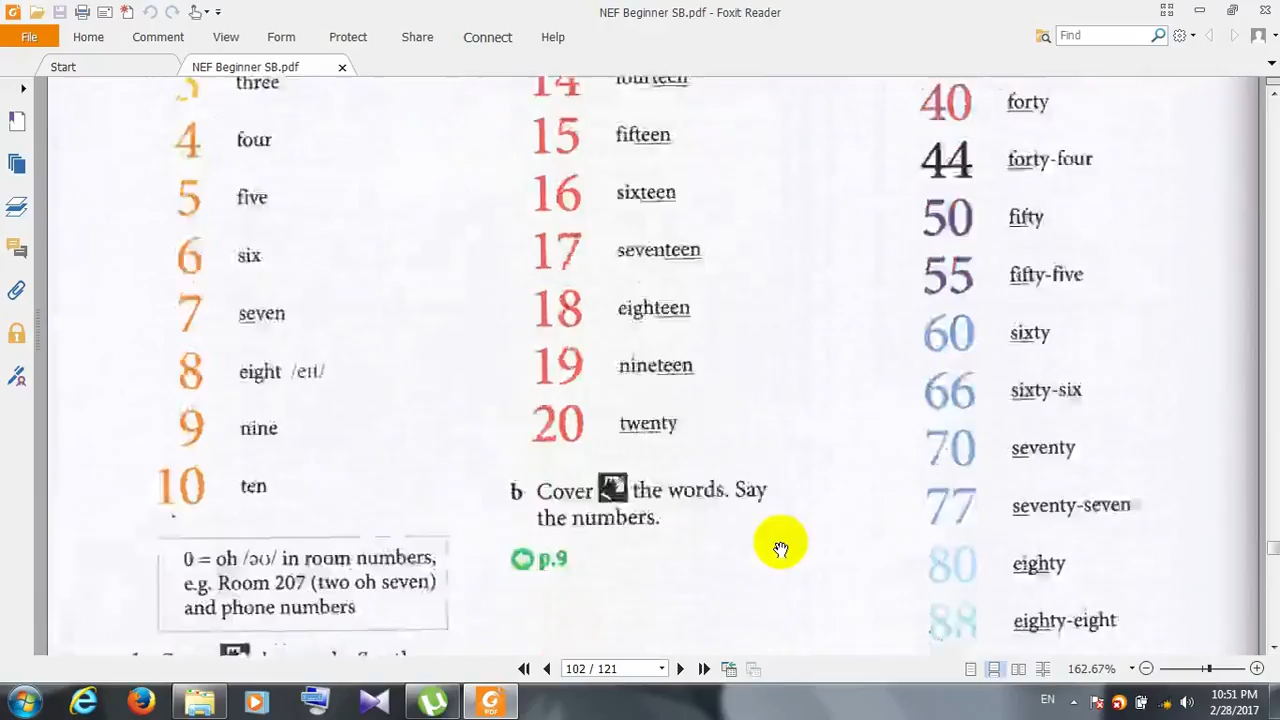 NEF Beginner SB.pdf - Foxit Reader
File Home Comment View Form Protect Share Connect Help
Find
Start NEF Beginner SB.pdf
3 three
4 four
5 five
6 six
7 seven
8 eight /eɪt/
9 nine
10 ten
0 = oh /əʊ/ in room numbers,
e.g. Room 207 (two oh seven)
and phone numbers
14 fourteen
15 fifteen
16 sixteen
17 seventeen
18 eighteen
19 nineteen
20 twenty
b Cover the words. Say
the numbers.
p.9
40 forty
44 forty-four
50 fifty
55 fifty-five
60 sixty
66 sixty-six
70 seventy
77 seventy-seven
80 eighty
88 eighty-eight
102 / 121
162.67%
EN
10:51 PM
2/28/2017